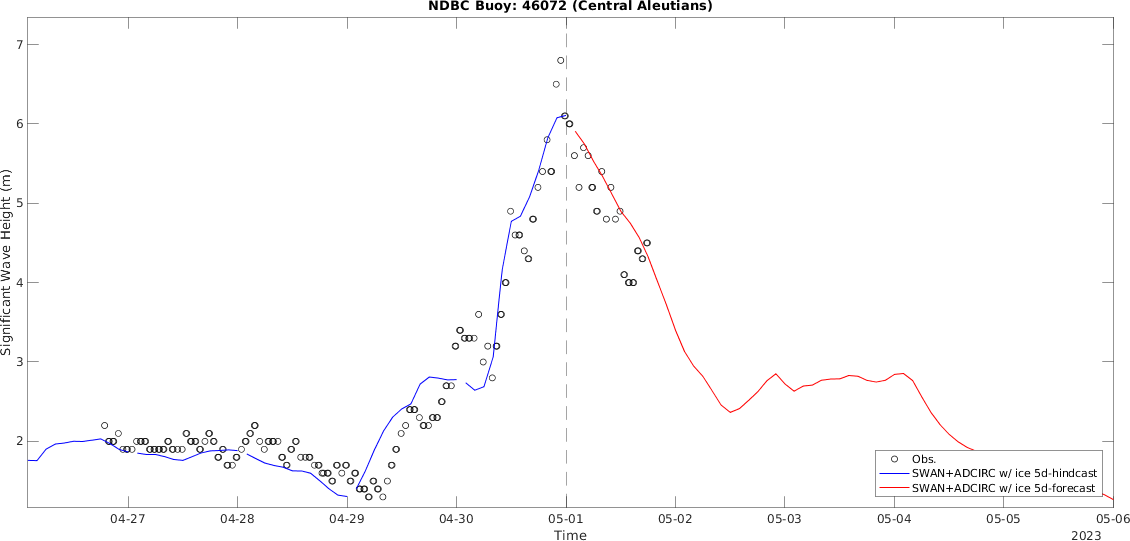 NDBC Buoy: 46072 (Central Aleutians)
Significant Wave Height (m)
7
6
5
4
3
2
Obs.
SWAN+ADCIRC w/ ice 5d-hindcast
SWAN+ADCIRC w/ ice 5d-forecast
04-27 04-28 04-29 04-30 05-01 05-02 05-03 05-04 05-05 05-06
Time
2023